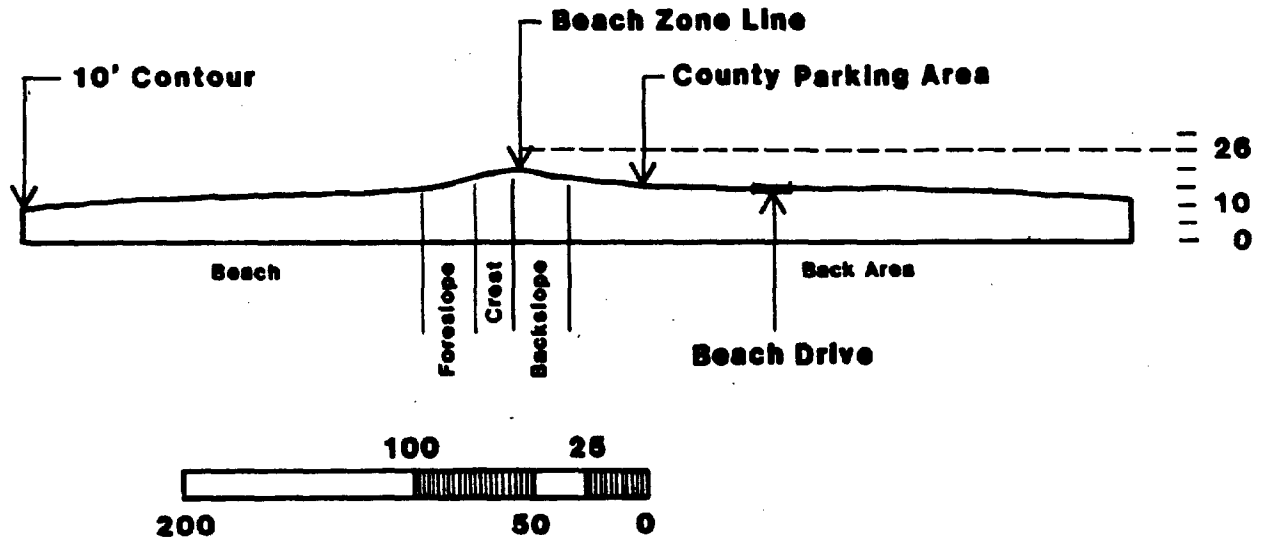 Beach Zone Line
10' Contour
County Parking Area
26
10
0
Beach
Foreslope
Crest
Backslope
Back Area
Beach Drive
100 25
200 50 0